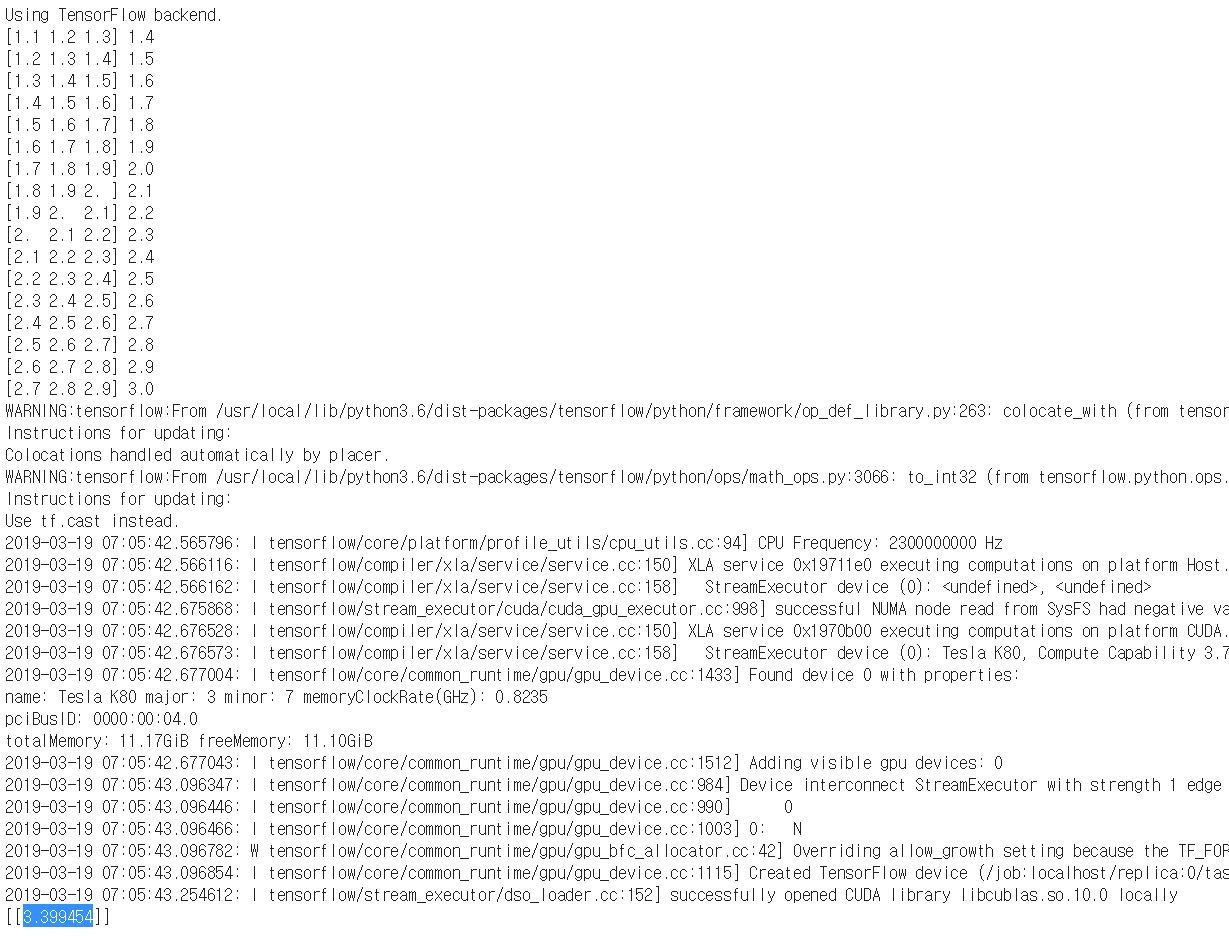 Using TensorFlow backend.
[1.1 1.2 1.3] 1.4
[1.2 1.3 1.4] 1.5
[1.3 1.4 1.5] 1.6
[1.4 1.5 1.6] 1.7
[1.5 1.6 1.7] 1.8
[1.6 1.7 1.8] 1.9
[1.7 1.8 1.9] 2.0
[1.8 1.9 2. ] 2.1
[1.9 2.  2.1] 2.2
[2.  2.1 2.2] 2.3
[2.1 2.2 2.3] 2.4
[2.2 2.3 2.4] 2.5
[2.3 2.4 2.5] 2.6
[2.4 2.5 2.6] 2.7
[2.5 2.6 2.7] 2.8
[2.6 2.7 2.8] 2.9
[2.7 2.8 2.9] 3.0
WARNING:tensorflow:From /usr/local/lib/python3.6/dist-packages/tensorflow/python/framework/op_def_library.py:263: colocate_with (from tensor
Instructions for updating:
Colocations handled automatically by placer.
WARNING:tensorflow:From /usr/local/lib/python3.6/dist-packages/tensorflow/python/ops/math_ops.py:3066: to_int32 (from tensorflow.python.ops.
Instructions for updating:
Use tf.cast instead.
2019-03-19 07:05:42.565796: I tensorflow/core/platform/profile_utils/cpu_utils.cc:94] CPU Frequency: 2300000000 Hz
2019-03-19 07:05:42.566116: I tensorflow/compiler/xla/service/service.cc:150] XLA service 0x19711e0 executing computations on platform Host.
2019-03-19 07:05:42.566162: I tensorflow/compiler/xla/service/service.cc:158]   StreamExecutor device (0): <undefined>, <undefined>
2019-03-19 07:05:42.675868: I tensorflow/stream_executor/cuda/cuda_gpu_executor.cc:998] successful NUMA node read from SysFS had negative va
2019-03-19 07:05:42.676528: I tensorflow/compiler/xla/service/service.cc:150] XLA service 0x1970b00 executing computations on platform CUDA.
2019-03-19 07:05:42.676573: I tensorflow/compiler/xla/service/service.cc:158]   StreamExecutor device (0): Tesla K80, Compute Capability 3.7
2019-03-19 07:05:42.677004: I tensorflow/core/common_runtime/gpu/gpu_device.cc:1433] Found device 0 with properties:
name: Tesla K80 major: 3 minor: 7 memoryClockRate(GHz): 0.8235
pciBusID: 0000:00:04.0
totalMemory: 11.17GiB freeMemory: 11.10GiB
2019-03-19 07:05:42.677043: I tensorflow/core/common_runtime/gpu/gpu_device.cc:1512] Adding visible gpu devices: 0
2019-03-19 07:05:43.096347: I tensorflow/core/common_runtime/gpu/gpu_device.cc:984] Device interconnect StreamExecutor with strength 1 edge
2019-03-19 07:05:43.096446: I tensorflow/core/common_runtime/gpu/gpu_device.cc:990]      0
2019-03-19 07:05:43.096466: I tensorflow/core/common_runtime/gpu/gpu_device.cc:1003] 0:   N
2019-03-19 07:05:43.096782: W tensorflow/core/common_runtime/gpu/gpu_bfc_allocator.cc:42] Overriding allow_growth setting because the TF_FOR
2019-03-19 07:05:43.096854: I tensorflow/core/common_runtime/gpu/gpu_device.cc:1115] Created TensorFlow device (/job:localhost/replica:0/tas
2019-03-19 07:05:43.254612: I tensorflow/stream_executor/dso_loader.cc:152] successfully opened CUDA library libcublas.so.10.0 locally
[[3.399454]]